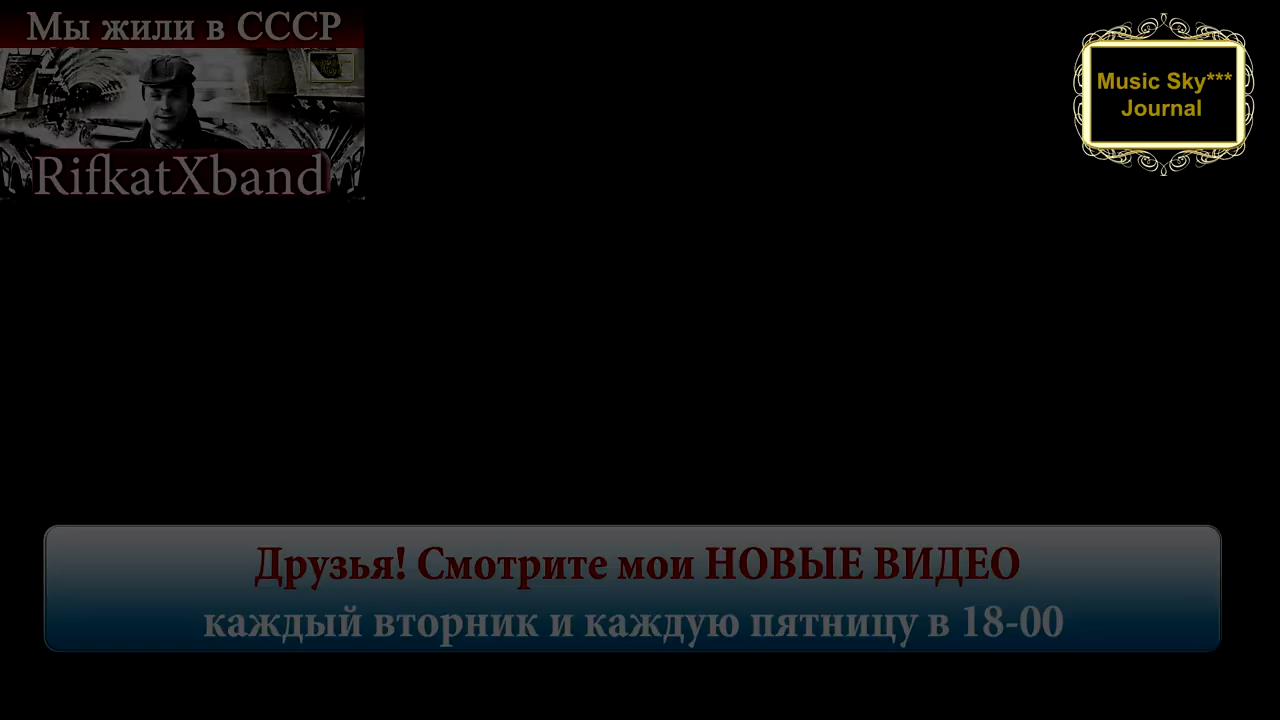 Мы жили в СССР
RifkatXband
Music Sky***
Journal
Друзья! Смотрите мои НОВЫЕ ВИДЕО
каждый вторник и каждую пятницу в 18-00